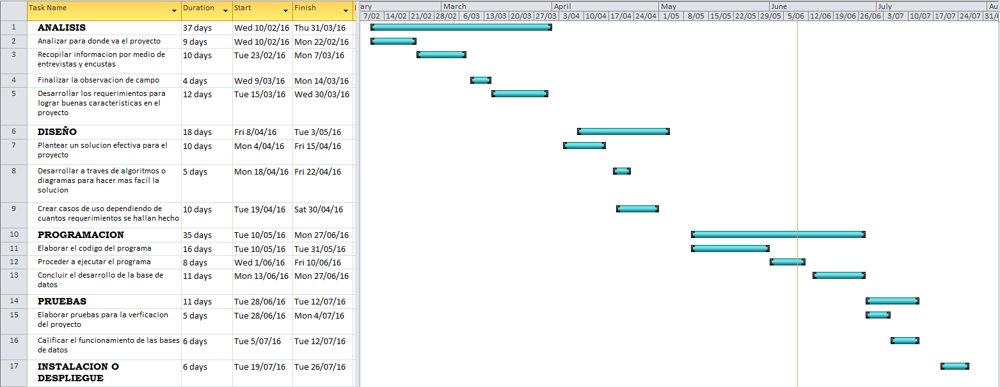 Task Name Duration Start Finish
ary March April May June July Au
7/02 14/02 21/02 28/02 6/03 13/03 20/03 27/03 3/04 10/04 17/04 24/04 1/05 8/05 15/05 22/05 29/05 5/06 12/06 19/06 26/06 3/07 10/07 17/07 24/07 31/0
1 ANALISIS 37 days Wed 10/02/16 Thu 31/03/16
2 Analizar para donde va el proyecto 9 days Wed 10/02/16 Mon 22/02/16
3 Recopilar informacion por medio de 10 days Tue 23/02/16 Mon 7/03/16
entrevistas y encustas
4 Finalizar la observacion de campo 4 days Wed 9/03/16 Mon 14/03/16
5 Desarrollar los requerimientos para 12 days Tue 15/03/16 Wed 30/03/16
lograr buenas caracteristicas en el
proyecto
6 DISEÑO 18 days Fri 8/04/16 Tue 3/05/16
7 Plantear un solucion efectiva para el 10 days Mon 4/04/16 Fri 15/04/16
proyecto
8 Desarrollar a traves de algoritmos o 5 days Mon 18/04/16 Fri 22/04/16
diagramas para hacer mas facil la
solucion
9 Crear casos de uso dependiendo de 10 days Tue 19/04/16 Sat 30/04/16
cuantos requerimientos se hallan hecho
10 PROGRAMACION 35 days Tue 10/05/16 Mon 27/06/16
11 Elaborar el codigo del programa 16 days Tue 10/05/16 Tue 31/05/16
12 Proceder a ejecutar el programa 8 days Wed 1/06/16 Fri 10/06/16
13 Concluir el desarrollo de la base de 11 days Mon 13/06/16 Mon 27/06/16
datos
14 PRUEBAS 11 days Tue 28/06/16 Tue 12/07/16
15 Elaborar pruebas para la verficacion 5 days Tue 28/06/16 Mon 4/07/16
del proyecto
16 Calificar el funcionamiento de las bases 6 days Tue 5/07/16 Tue 12/07/16
de datos
17 INSTALACION O 6 days Tue 19/07/16 Tue 26/07/16
DESPLIEGUE